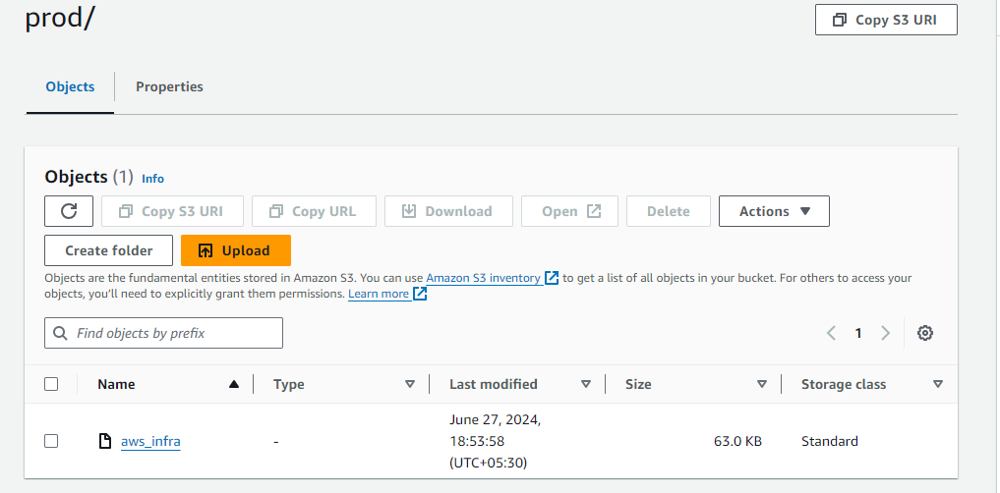 prod/
Copy S3 URI
Objects
Properties
Objects (1) Info
Copy S3 URI
Copy URL
Download
Open
Delete
Actions
Create folder
Upload
Objects are the fundamental entities stored in Amazon S3. You can use Amazon S3 inventory to get a list of all objects in your bucket. For others to access your
objects, you'll need to explicitly grant them permissions. Learn more
Find objects by prefix
1
Name
Type
Last modified
Size
Storage class
aws_infra
-
June 27, 2024,
18:53:58
(UTC+05:30)
63.0 KB
Standard